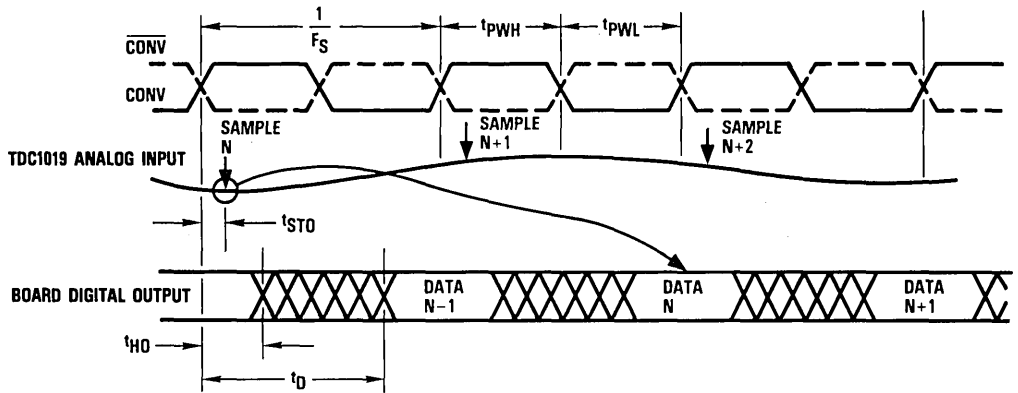 1
F_S
t_PWH
t_PWL
C̅O̅N̅V̅
CONV
SAMPLE
N
SAMPLE
N+1
SAMPLE
N+2
TDC1019 ANALOG INPUT
t_STO
BOARD DIGITAL OUTPUT
DATA
N-1
DATA
N
DATA
N+1
t_HO
t_D